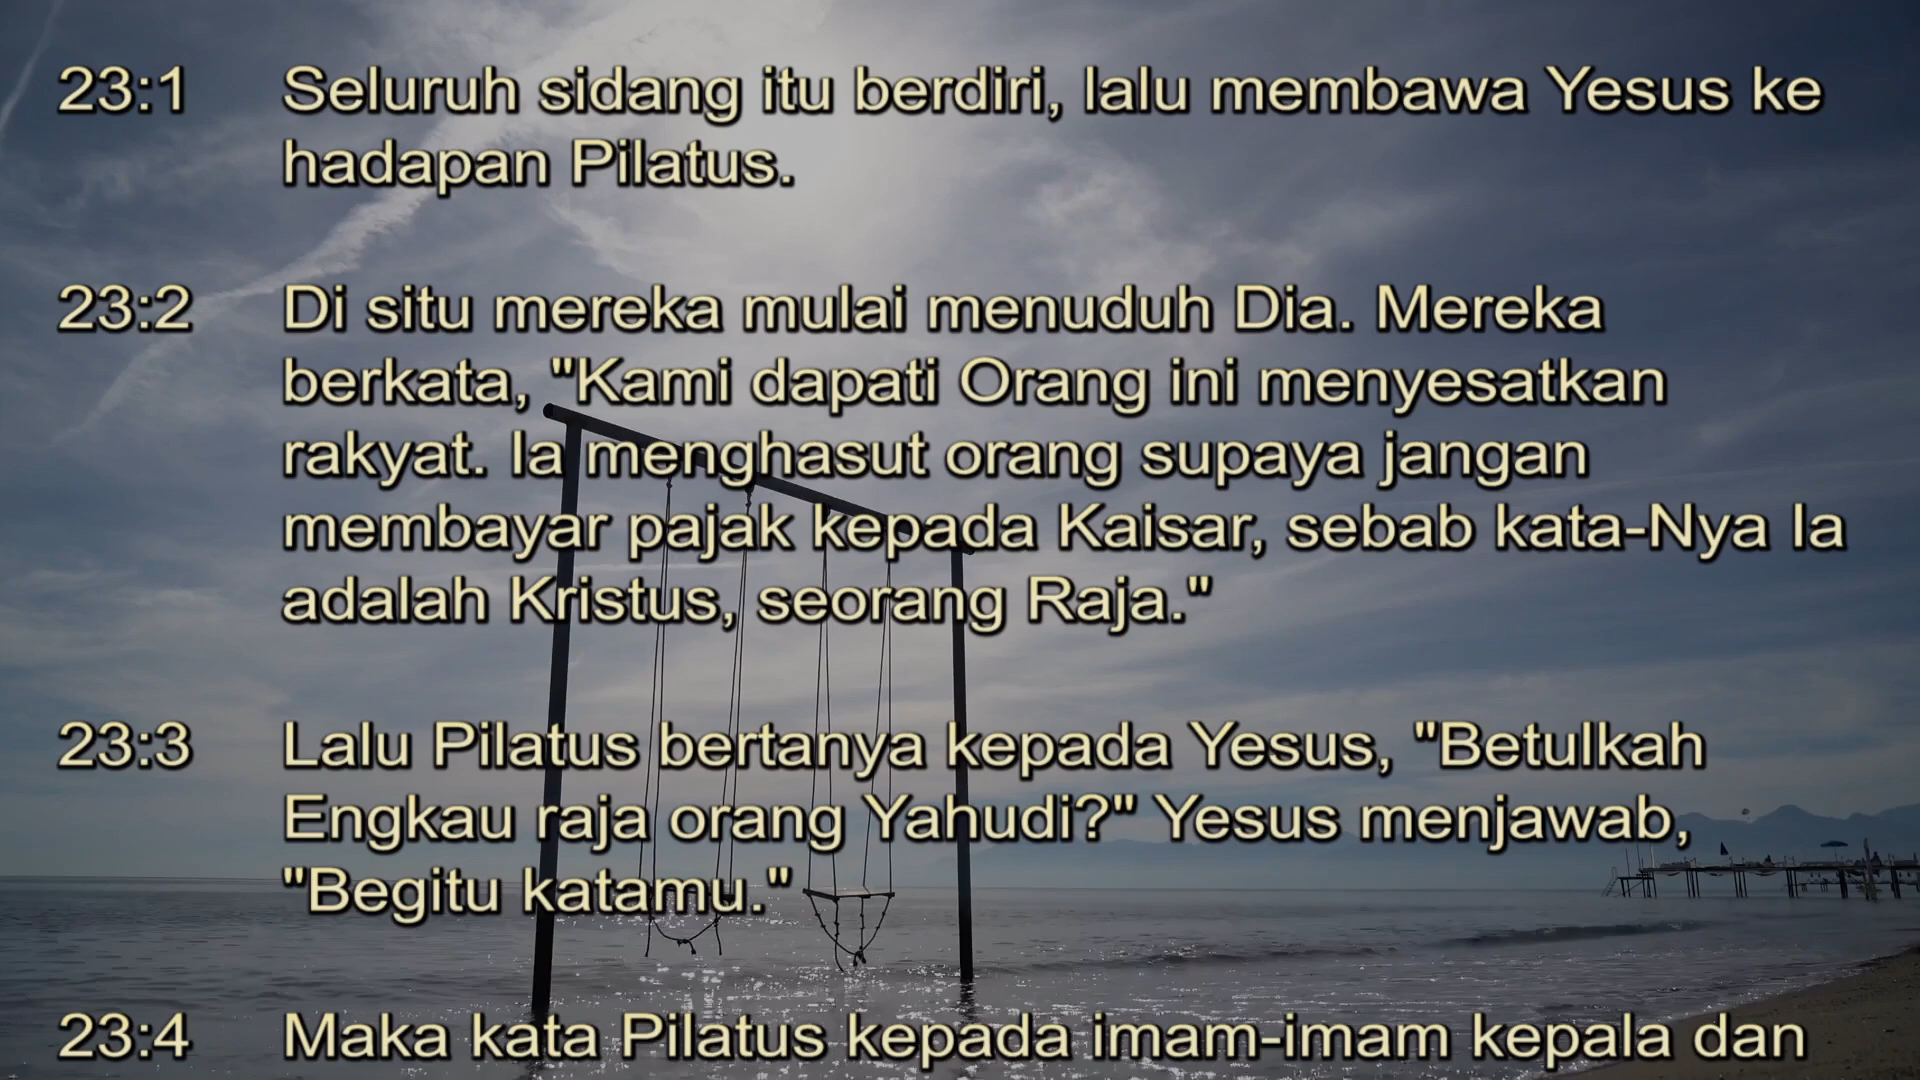 23:1 Seluruh sidang itu berdiri, lalu membawa Yesus ke
hadapan Pilatus.
23:2 Di situ mereka mulai menuduh Dia. Mereka
berkata, "Kami dapati Orang ini menyesatkan
rakyat. Ia menghasut orang supaya jangan
membayar pajak kepada Kaisar, sebab kata-Nya Ia
adalah Kristus, seorang Raja."
23:3 Lalu Pilatus bertanya kepada Yesus, "Betulkah
Engkau raja orang Yahudi?" Yesus menjawab,
"Begitu katamu."
23:4 Maka kata Pilatus kepada imam-imam kepala dan